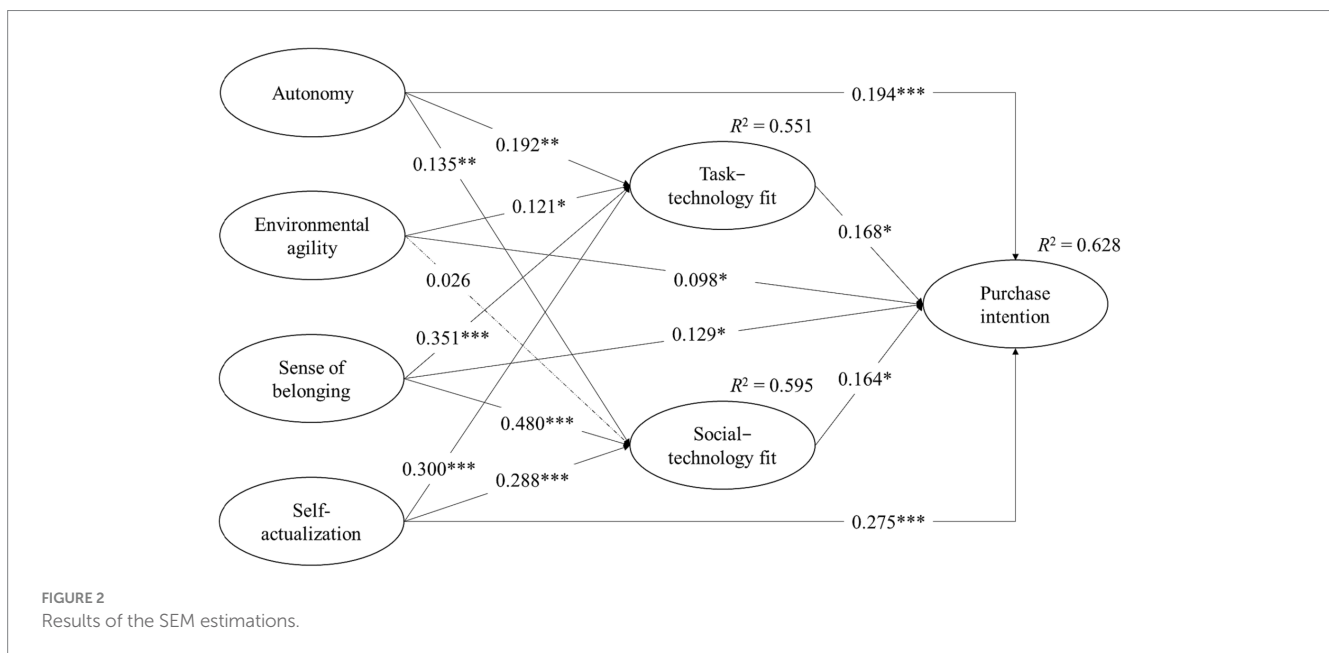 Autonomy
0.194***
R² = 0.551
0.192**
0.135**
Task–
technology fit
0.121*
Environmental
agility
0.168*
R² = 0.628
0.026
0.098*
Purchase
intention
0.351***
0.129*
Sense of
belonging
R² = 0.595
0.164*
0.480***
Social–
technology fit
0.300***
0.288***
Self-
actualization
0.275***
FIGURE 2
Results of the SEM estimations.